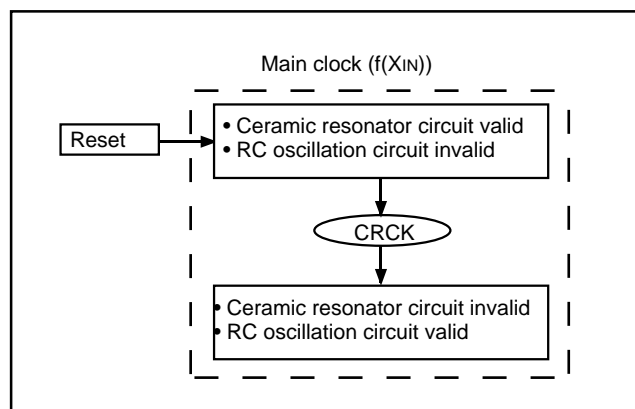 Main clock (f(XIN))
Reset
• Ceramic resonator circuit valid
• RC oscillation circuit invalid
CRCK
• Ceramic resonator circuit invalid
• RC oscillation circuit valid